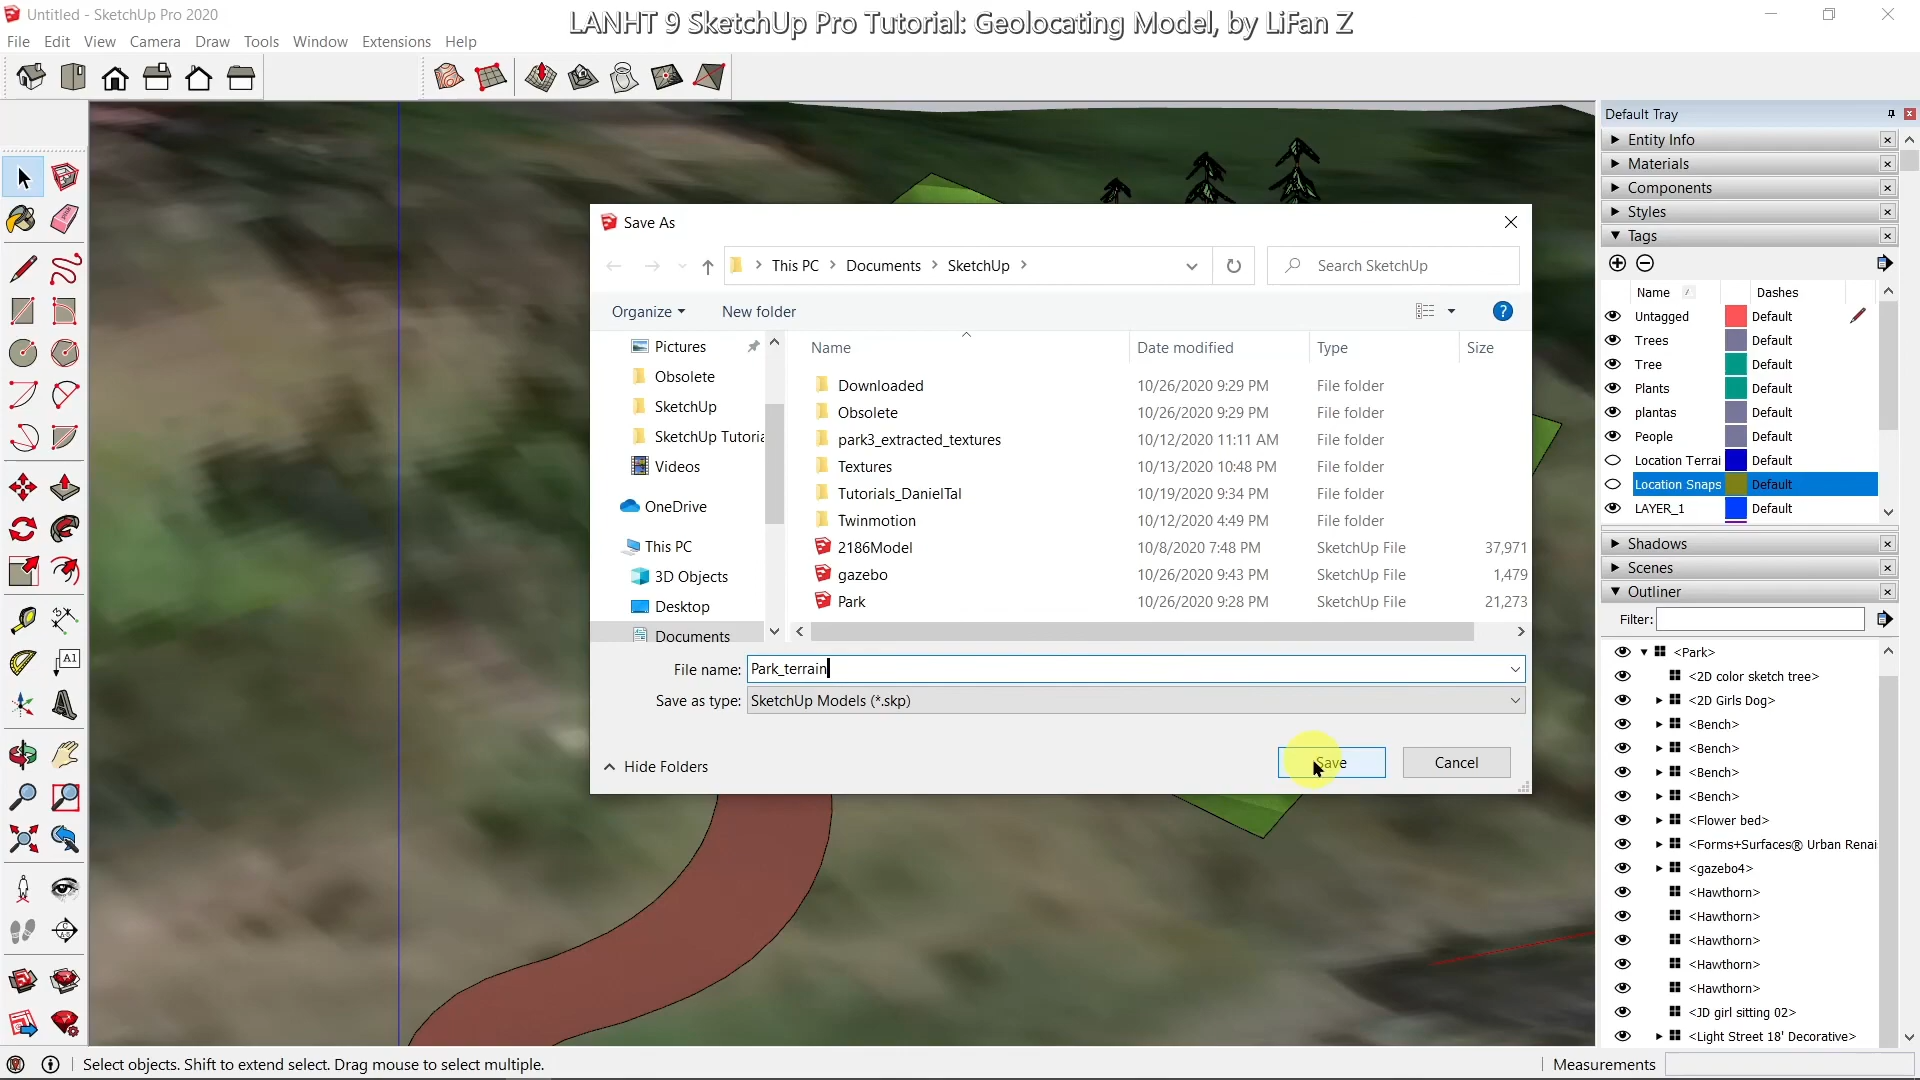 Untitled - SketchUp Pro 2020
LANHT 9 SketchUp Pro Tutorial: Geolocating Model, by LiFan Z
File Edit View Camera Draw Tools Window Extensions Help
Default Tray
Entity Info
Materials
Components
Styles
Tags
Name Dashes
Untagged Default
Trees Default
Tree Default
Plants Default
plantas Default
People Default
Location Terrai Default
Location Snaps Default
LAYER_1 Default
Shadows
Scenes
Outliner
Filter:
<Park>
<2D color sketch tree>
<2D Girls Dog>
<Bench>
<Bench>
<Bench>
<Bench>
<Flower bed>
<Forms+Surfaces® Urban Renai
<gazebo4>
<Hawthorn>
<Hawthorn>
<Hawthorn>
<Hawthorn>
<Hawthorn>
<JD girl sitting 02>
<Light Street 18' Decorative>
Save As
This PC > Documents > SketchUp >
Search SketchUp
Organize New folder
Pictures
Obsolete
SketchUp
SketchUp Tutoria
Videos
OneDrive
This PC
3D Objects
Desktop
Documents
Name Date modified Type Size
Downloaded 10/26/2020 9:29 PM File folder
Obsolete 10/26/2020 9:29 PM File folder
park3_extracted_textures 10/12/2020 11:11 AM File folder
Textures 10/13/2020 10:48 PM File folder
Tutorials_DanielTal 10/19/2020 9:34 PM File folder
Twinmotion 10/12/2020 4:49 PM File folder
2186Model 10/8/2020 7:48 PM SketchUp File 37,971
gazebo 10/26/2020 9:43 PM SketchUp File 1,479
Park 10/26/2020 9:28 PM SketchUp File 21,273
File name: Park_terrain
Save as type: SketchUp Models (*.skp)
Hide Folders
Save Cancel
A1
Select objects. Shift to extend select. Drag mouse to select multiple.
Measurements